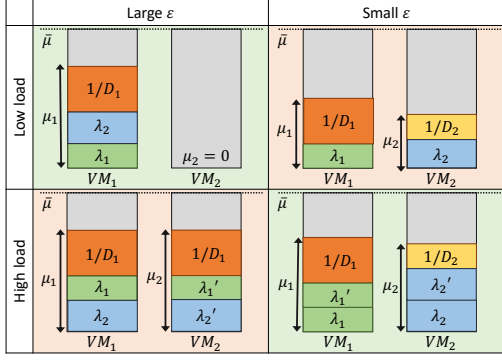 Large ε Small ε
Low load
μ̄
μ₁
1/D₁
λ₂
λ₁
VM₁
μ₂ = 0
VM₂
μ̄
μ₁
1/D₁
λ₁
VM₁
μ₂
1/D₂
λ₂
VM₂
High load
μ̄
μ₁
1/D₁
λ₁
λ₂
VM₁
μ₂
1/D₁
λ₁'
λ₂'
VM₂
μ̄
μ₁
1/D₁
λ₁'
λ₁
VM₁
μ₂
1/D₂
λ₂'
λ₂
VM₂